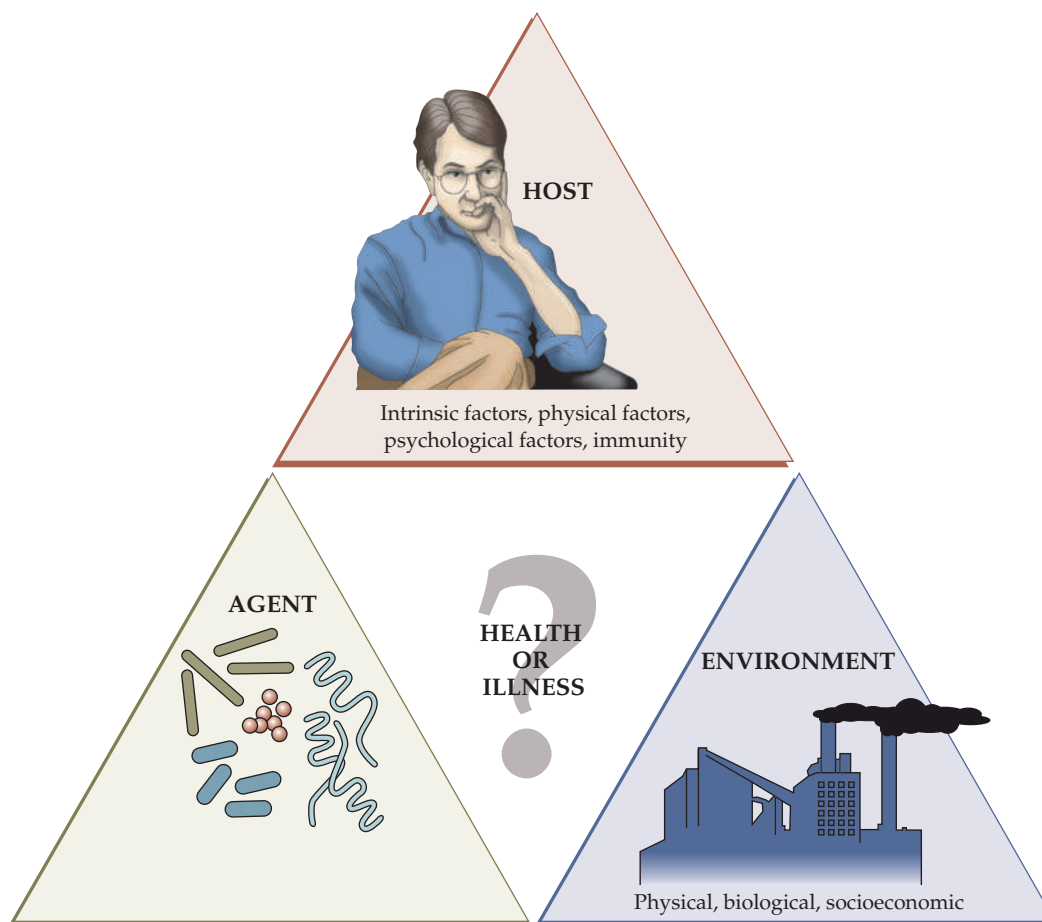 HOST
Intrinsic factors, physical factors,
psychological factors, immunity
AGENT
?
HEALTH
OR
ILLNESS
ENVIRONMENT
Physical, biological, socioeconomic